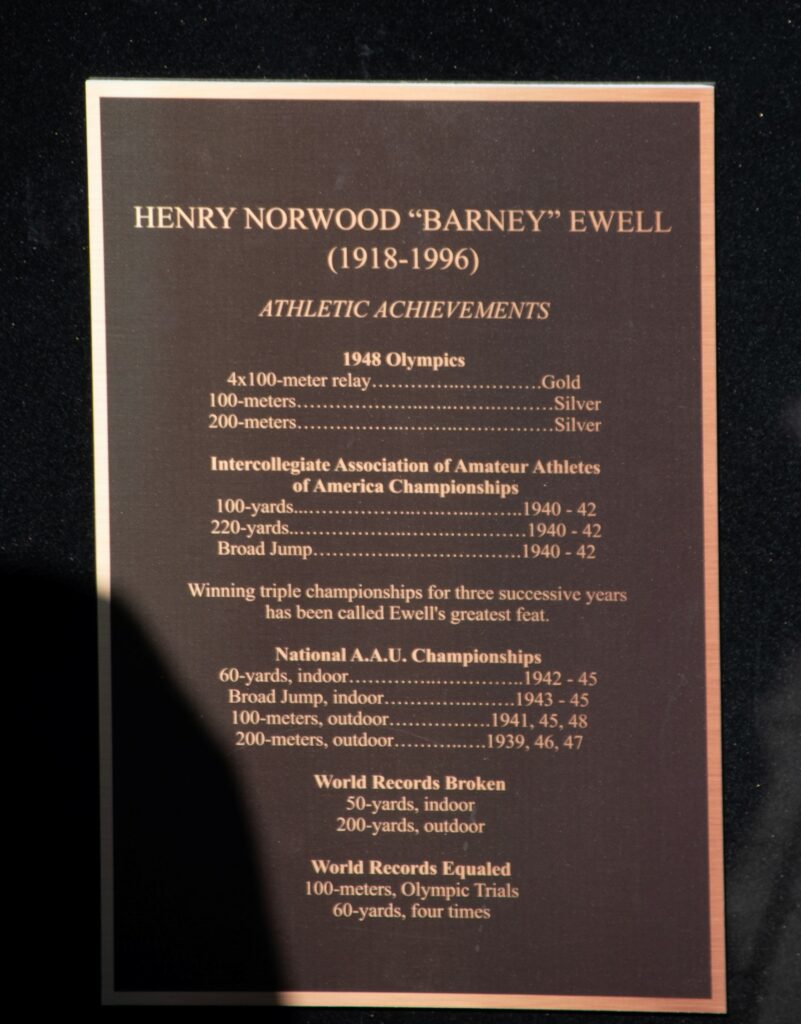 HENRY NORWOOD “BARNEY” EWELL
(1918-1996)
ATHLETIC ACHIEVEMENTS
1948 Olympics
4x100-meter relay................................Gold
100-meters................................................Silver
200-meters................................................Silver
Intercollegiate Association of Amateur Athletes
of America Championships
100-yards..........................................1940 - 42
220-yards..........................................1940 - 42
Broad Jump.......................................1940 - 42
Winning triple championships for three successive years
has been called Ewell's greatest feat.
National A.A.U. Championships
60-yards, indoor................................1942 - 45
Broad Jump, indoor........................1943 - 45
100-meters, outdoor..................1941, 45, 48
200-meters, outdoor................1939, 46, 47
World Records Broken
50-yards, indoor
200-yards, outdoor
World Records Equaled
100-meters, Olympic Trials
60-yards, four times